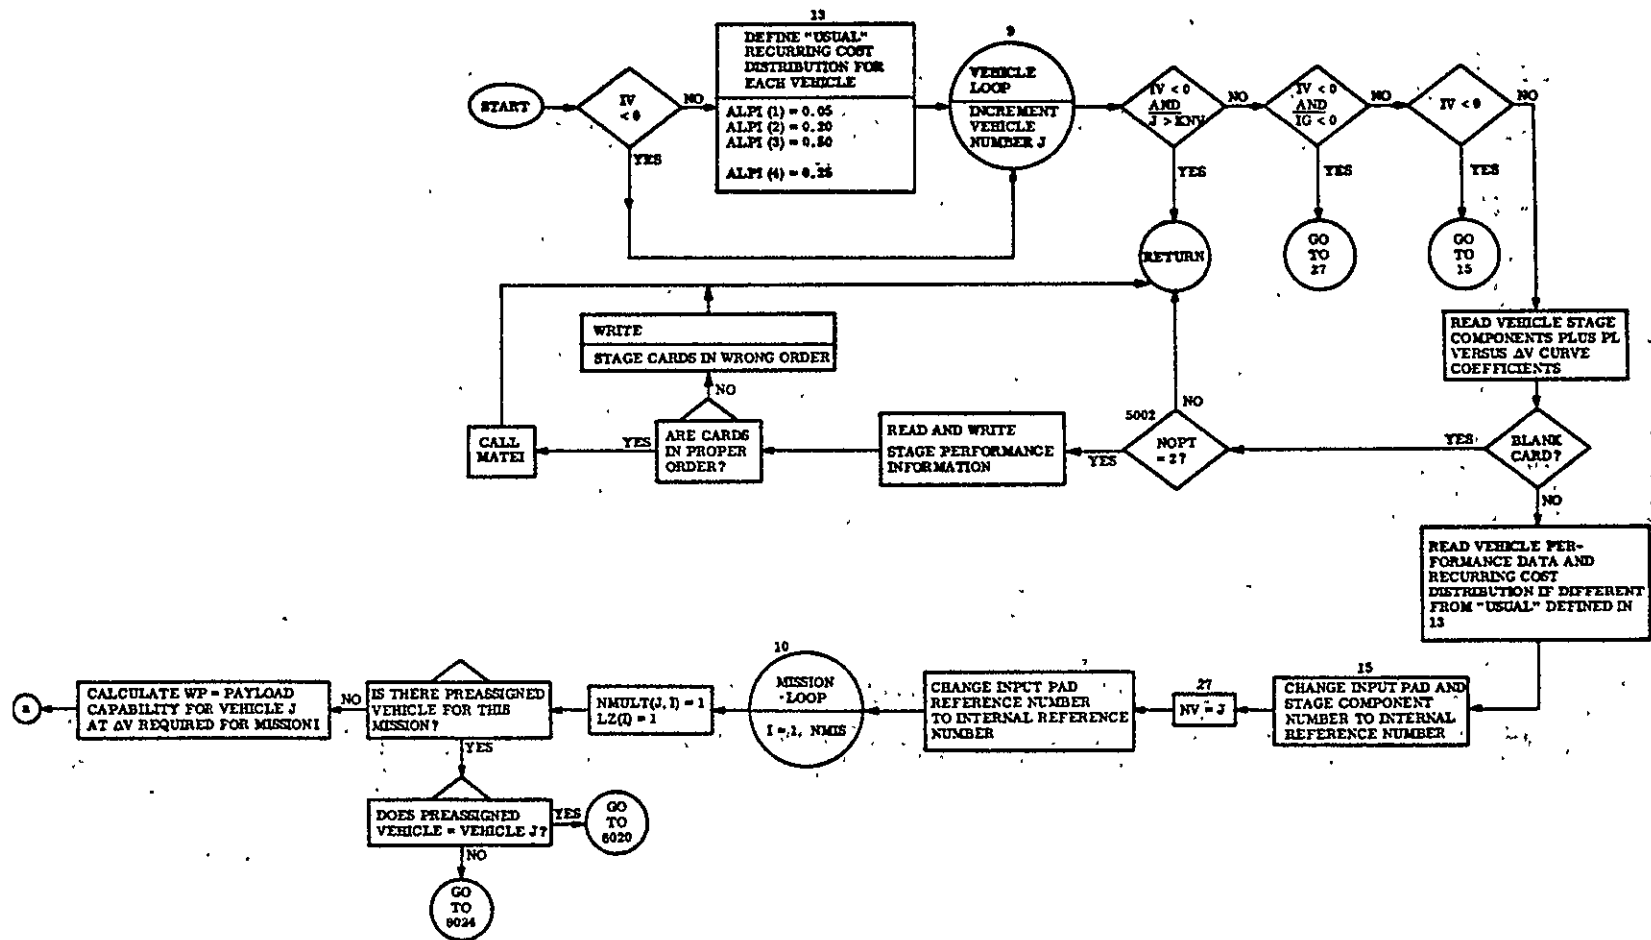 START
IV
< 0
NO
YES
13
DEFINE "USUAL"
RECURRING COST
DISTRIBUTION FOR
EACH VEHICLE
ALPI (1) = 0.05
ALPI (2) = 0.20
ALPI (3) = 0.50
ALPI (4) = 0.25
9
VEHICLE
LOOP
INCREMENT
VEHICLE
NUMBER J
IV < 0
AND
J > KNV
NO
YES
RETURN
IV < 0
AND
IG < 0
NO
YES
GO
TO
27
IV < 0
NO
YES
GO
TO
15
READ VEHICLE STAGE
COMPONENTS PLUS PL
VERSUS ΔV CURVE
COEFFICIENTS
BLANK
CARD?
YES
NO
5002
NOPT
= 2?
NO
YES
READ AND WRITE
STAGE PERFORMANCE
INFORMATION
ARE CARDS
IN PROPER
ORDER?
NO
YES
WRITE
STAGE CARDS IN WRONG ORDER
CALL
MATEI
READ VEHICLE PER-
FORMANCE DATA AND
RECURRING COST
DISTRIBUTION IF DIFFERENT
FROM "USUAL" DEFINED IN
13
15
CHANGE INPUT PAD AND
STAGE COMPONENT
NUMBER TO INTERNAL
REFERENCE NUMBER
27
NV = J
CHANGE INPUT PAD
REFERENCE NUMBER
TO INTERNAL REFERENCE
NUMBER
10
MISSION
LOOP
I = 1, NMIS
NMULT(J, I) = 1
LZ(I) = 1
IS THERE PREASSIGNED
VEHICLE FOR THIS
MISSION?
NO
YES
CALCULATE WP = PAYLOAD
CAPABILITY FOR VEHICLE J
AT ΔV REQUIRED FOR MISSION I
a
DOES PREASSIGNED
VEHICLE = VEHICLE J?
YES
NO
GO
TO
8020
GO
TO
8024